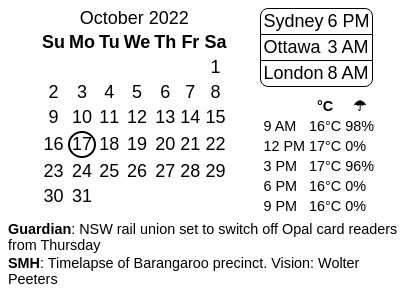 October 2022
Su Mo Tu We Th Fr Sa
1
2 3 4 5 6 7 8
9 10 11 12 13 14 15
16 17 18 19 20 21 22
23 24 25 26 27 28 29
30 31
Sydney 6 PM
Ottawa 3 AM
London 8 AM
°C ☂
9 AM 16°C 98%
12 PM 17°C 0%
3 PM 17°C 96%
6 PM 16°C 0%
9 PM 16°C 0%
Guardian: NSW rail union set to switch off Opal card readers
from Thursday
SMH: Timelapse of Barangaroo precinct. Vision: Wolter
Peeters